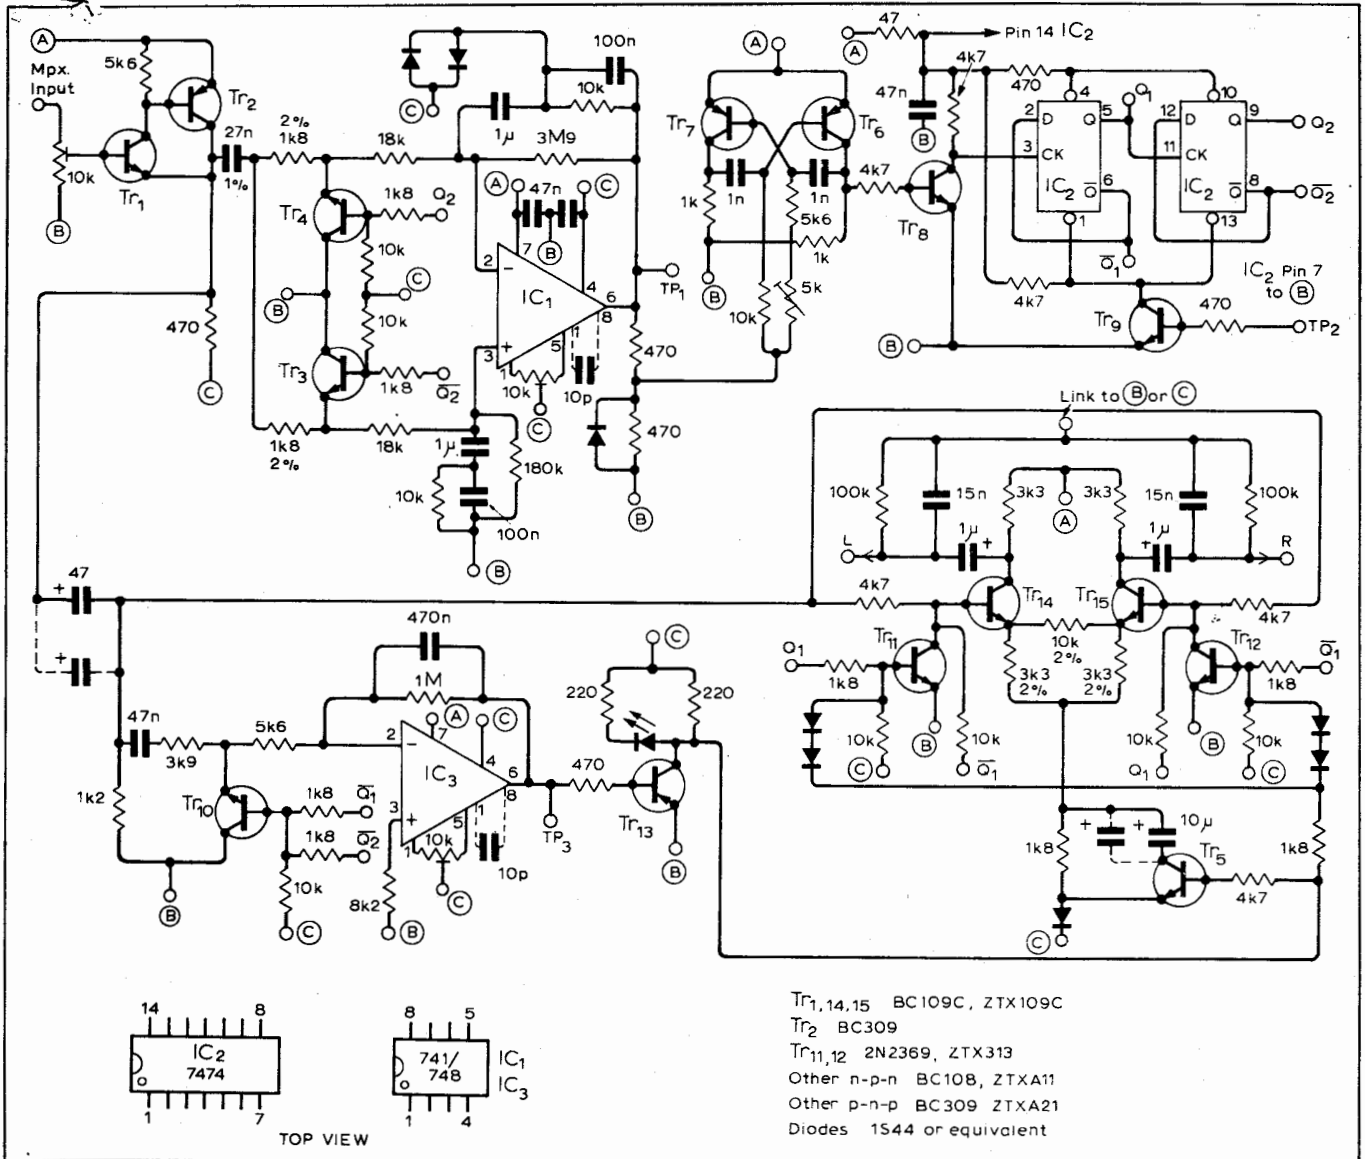 A
5k6
Mpx.
Input
Tr2
10k
Tr1
B
27n
1%
2%
1k8
18k
470
C
Tr4
1k8
Q2
10k
B
C
10k
Tr3
1k8
Q̅2
1k8
2%
18k
C
100n
10k
1µ
3M9
A
47n
C
B
7
2
−
IC1
4
6
8
TP1
+
3
1
5
11
10k
10p
C
470
470
B
1µ
10k
180k
100n
B
A
Tr7
Tr6
1n
1n
1k
5k6
1k
B
10k
5k
A
47
Pin 14 IC2
4k7
47n
B
470
4k7
Tr8
4
2
D
Q
5
Q1
3
CK
IC2
Q̅
6
1
Q̅1
10
12
D
Q
9
Q2
11
CK
IC2
Q̅
8
Q̅2
13
4k7
IC2 Pin 7
to B
Tr9
470
TP2
B
Link to B or C
100k
15n
3k3
3k3
15n
100k
A
L
1µ
+
+
1µ
R
4k7
Tr14
Tr15
4k7
10k
2%
Tr11
Tr12
Q1
1k8
Q̅1
1k8
3k3
2%
3k3
2%
10k
B
10k
C
Q̅1
10k
B
10k
Q1
C
+
47
+
470n
1M
A
C
47n
3k9
5k6
2
−
7
4
IC3
6
8
3
+
5
1
1
10k
10p
C
8k2
B
1k2
Tr10
1k8
Q̅1
1k8
Q̅2
10k
C
B
C
220
220
470
TP3
Tr13
B
1k8
+
+
10µ
Tr5
4k7
1k8
C
14
8
IC2
7474
1
7
8
5
741/
748
IC1
IC3
1
4
TOP VIEW
Tr1,14,15 BC109C, ZTX109C
Tr2 BC309
Tr11,12 2N2369, ZTX313
Other n-p-n BC108, ZTXA11
Other p-n-p BC309 ZTXA21
Diodes 1S44 or equivalent